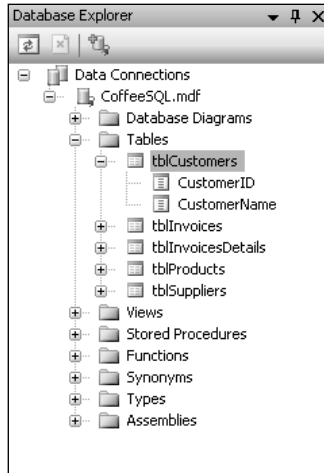 Database Explorer
Data Connections
CoffeeSQL.mdf
Database Diagrams
Tables
tblCustomers
CustomerID
CustomerName
tblInvoices
tblInvoicesDetails
tblProducts
tblSuppliers
Views
Stored Procedures
Functions
Synonyms
Types
Assemblies